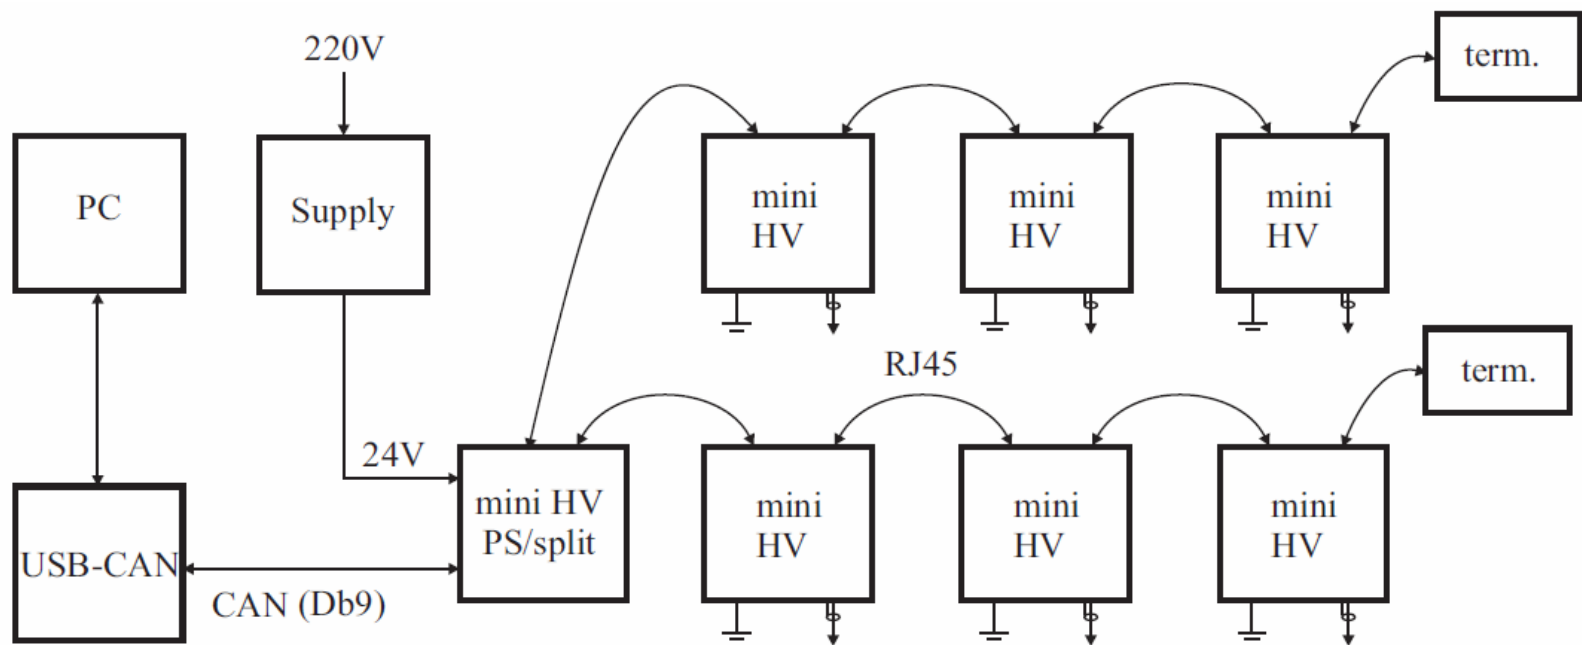 220V
term.
PC
Supply
mini
HV
mini
HV
mini
HV
RJ45
term.
24V
mini HV
PS/split
mini
HV
mini
HV
mini
HV
USB-CAN
CAN (Db9)